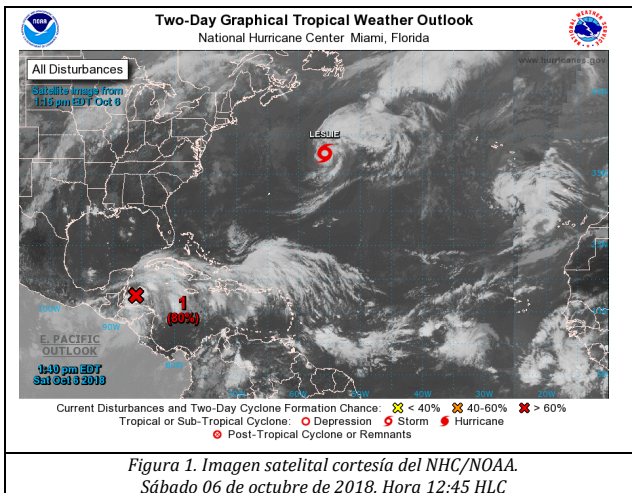 Two-Day Graphical Tropical Weather Outlook
National Hurricane Center Miami, Florida
NOAA
www.hurricanes.gov
All Disturbances
Satellite Image from
1:15 pm EDT Oct 6
LESLIE
1
(80%)
E. PACIFIC
OUTLOOK
1:40 pm EDT
Sat Oct 6 2018
Current Disturbances and Two-Day Cyclone Formation Chance: < 40% 40-60% > 60%
Tropical or Sub-Tropical Cyclone: Depression Storm Hurricane
Post-Tropical Cyclone or Remnants
Figura 1. Imagen satelital cortesía del NHC/NOAA.
Sábado 06 de octubre de 2018. Hora 12:45 HLC